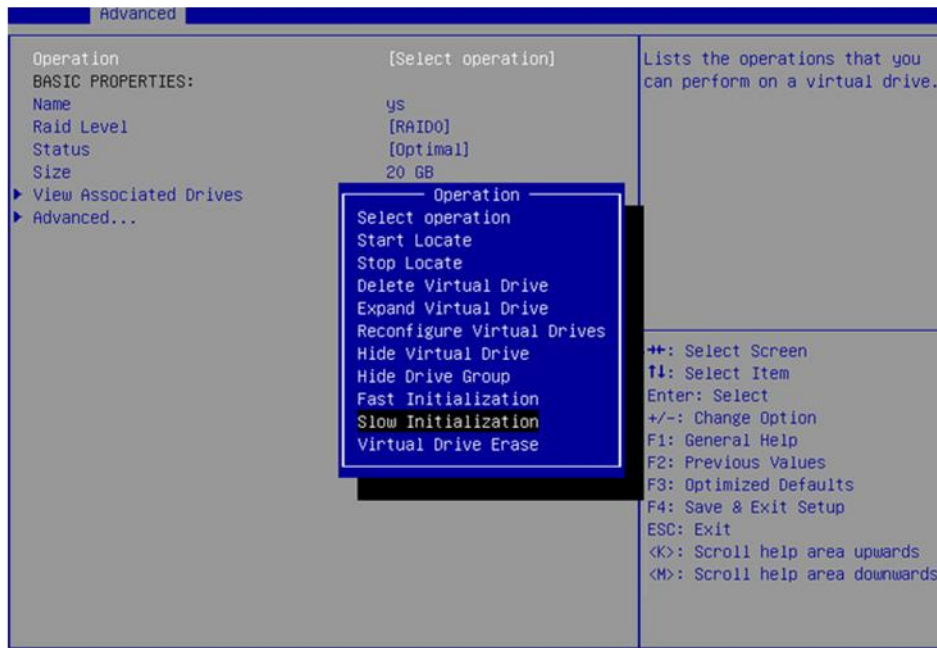 Advanced
Operation [Select operation]
BASIC PROPERTIES:
Name ys
Raid Level [RAID0]
Status [Optimal]
Size 20 GB
View Associated Drives
Advanced...
Operation
Select operation
Start Locate
Stop Locate
Delete Virtual Drive
Expand Virtual Drive
Reconfigure Virtual Drives
Hide Virtual Drive
Hide Drive Group
Fast Initialization
Slow Initialization
Virtual Drive Erase
Lists the operations that you
can perform on a virtual drive.
→←: Select Screen
↑↓: Select Item
Enter: Select
+/-: Change Option
F1: General Help
F2: Previous Values
F3: Optimized Defaults
F4: Save & Exit Setup
ESC: Exit
<K>: Scroll help area upwards
<M>: Scroll help area downwards